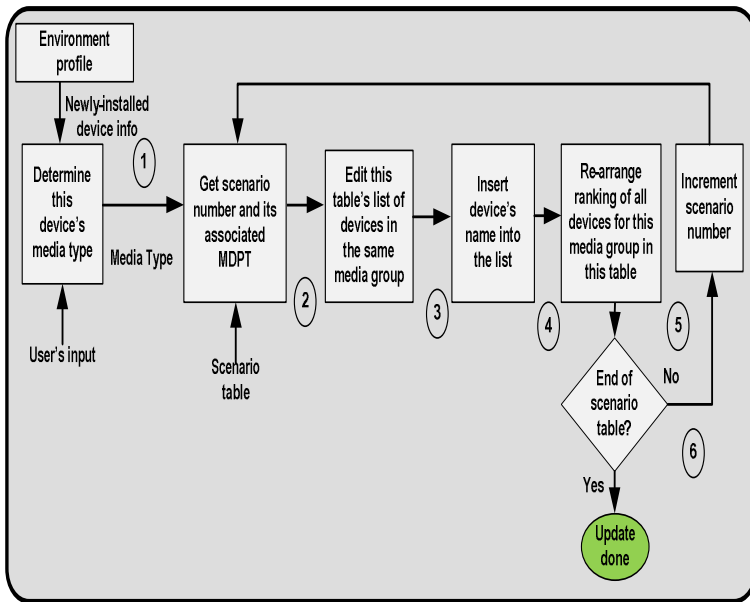 Environment
profile
Newly-installed
device info
1
Determine
this
device's
media type
Media Type
User's input
Get scenario
number and its
associated
MDPT
Scenario
table
2
Edit this
table's list of
devices in
the same
media group
3
Insert
device's
name into
the list
4
Re-arrange
ranking of all
devices for this
media group in
this table
5
Increment
scenario
number
End of
scenario
table?
No
6
Yes
Update
done